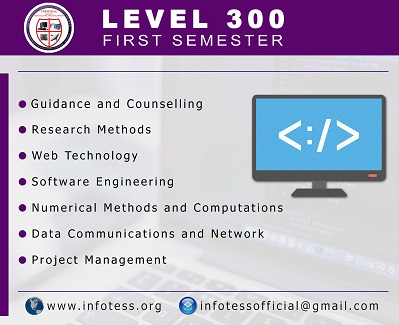 LEVEL 300
FIRST SEMESTER
Guidance and Counselling
Research Methods
Web Technology
Software Engineering
Numerical Methods and Computations
Data Communications and Network
Project Management
<:/>
www.infotess.org
infotessofficial@gmail.com